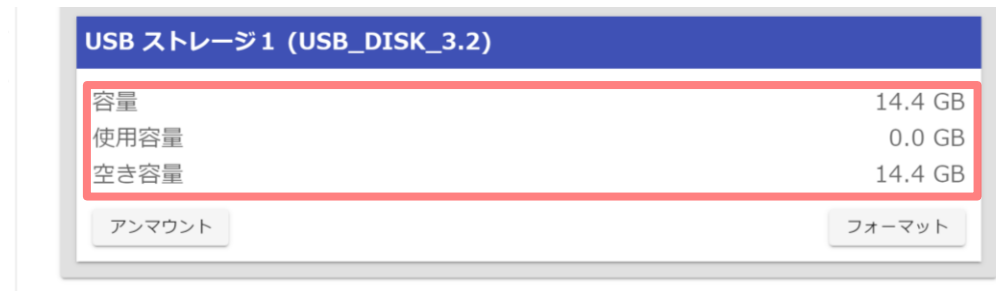 USB ストレージ1 (USB_DISK_3.2)
容量 14.4 GB
使用容量 0.0 GB
空き容量 14.4 GB
アンマウント フォーマット